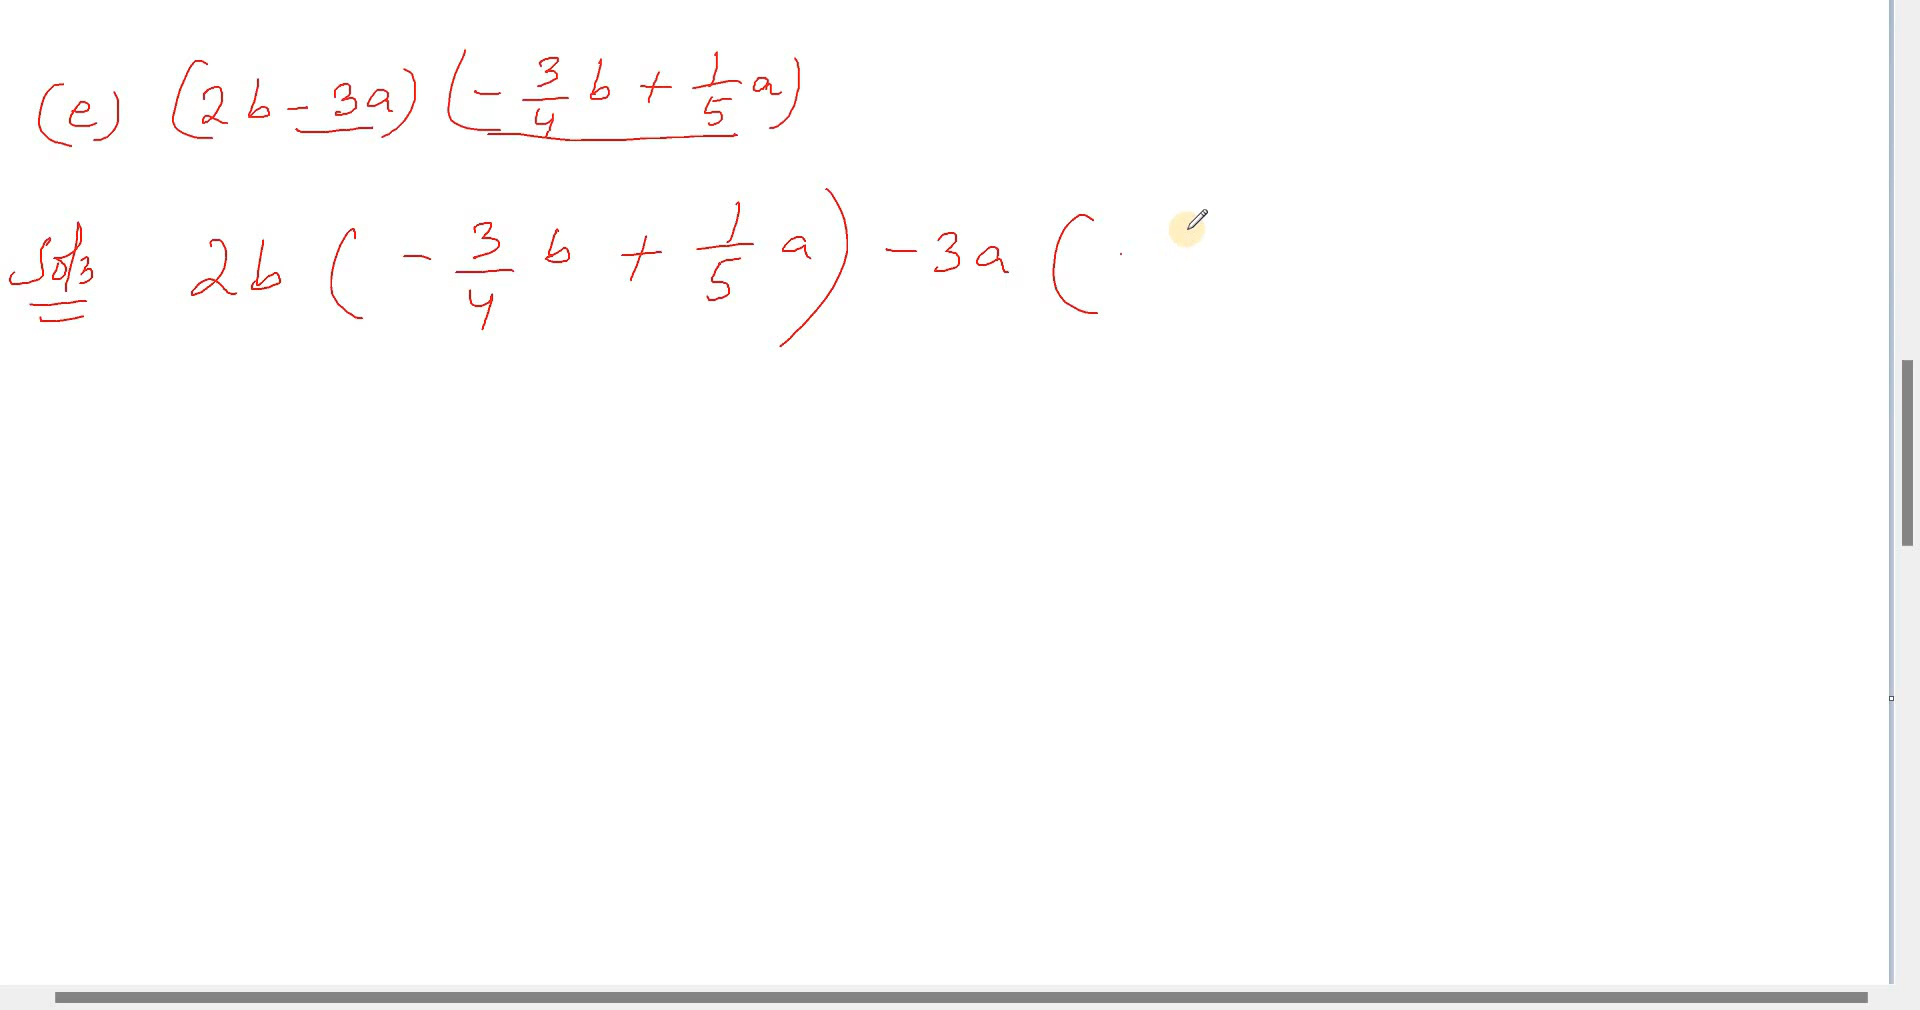 (e) (2b - 3a) (- 3/4 b + 1/5 a)
Sol: 2b (- 3/4 b + 1/5 a) - 3a (